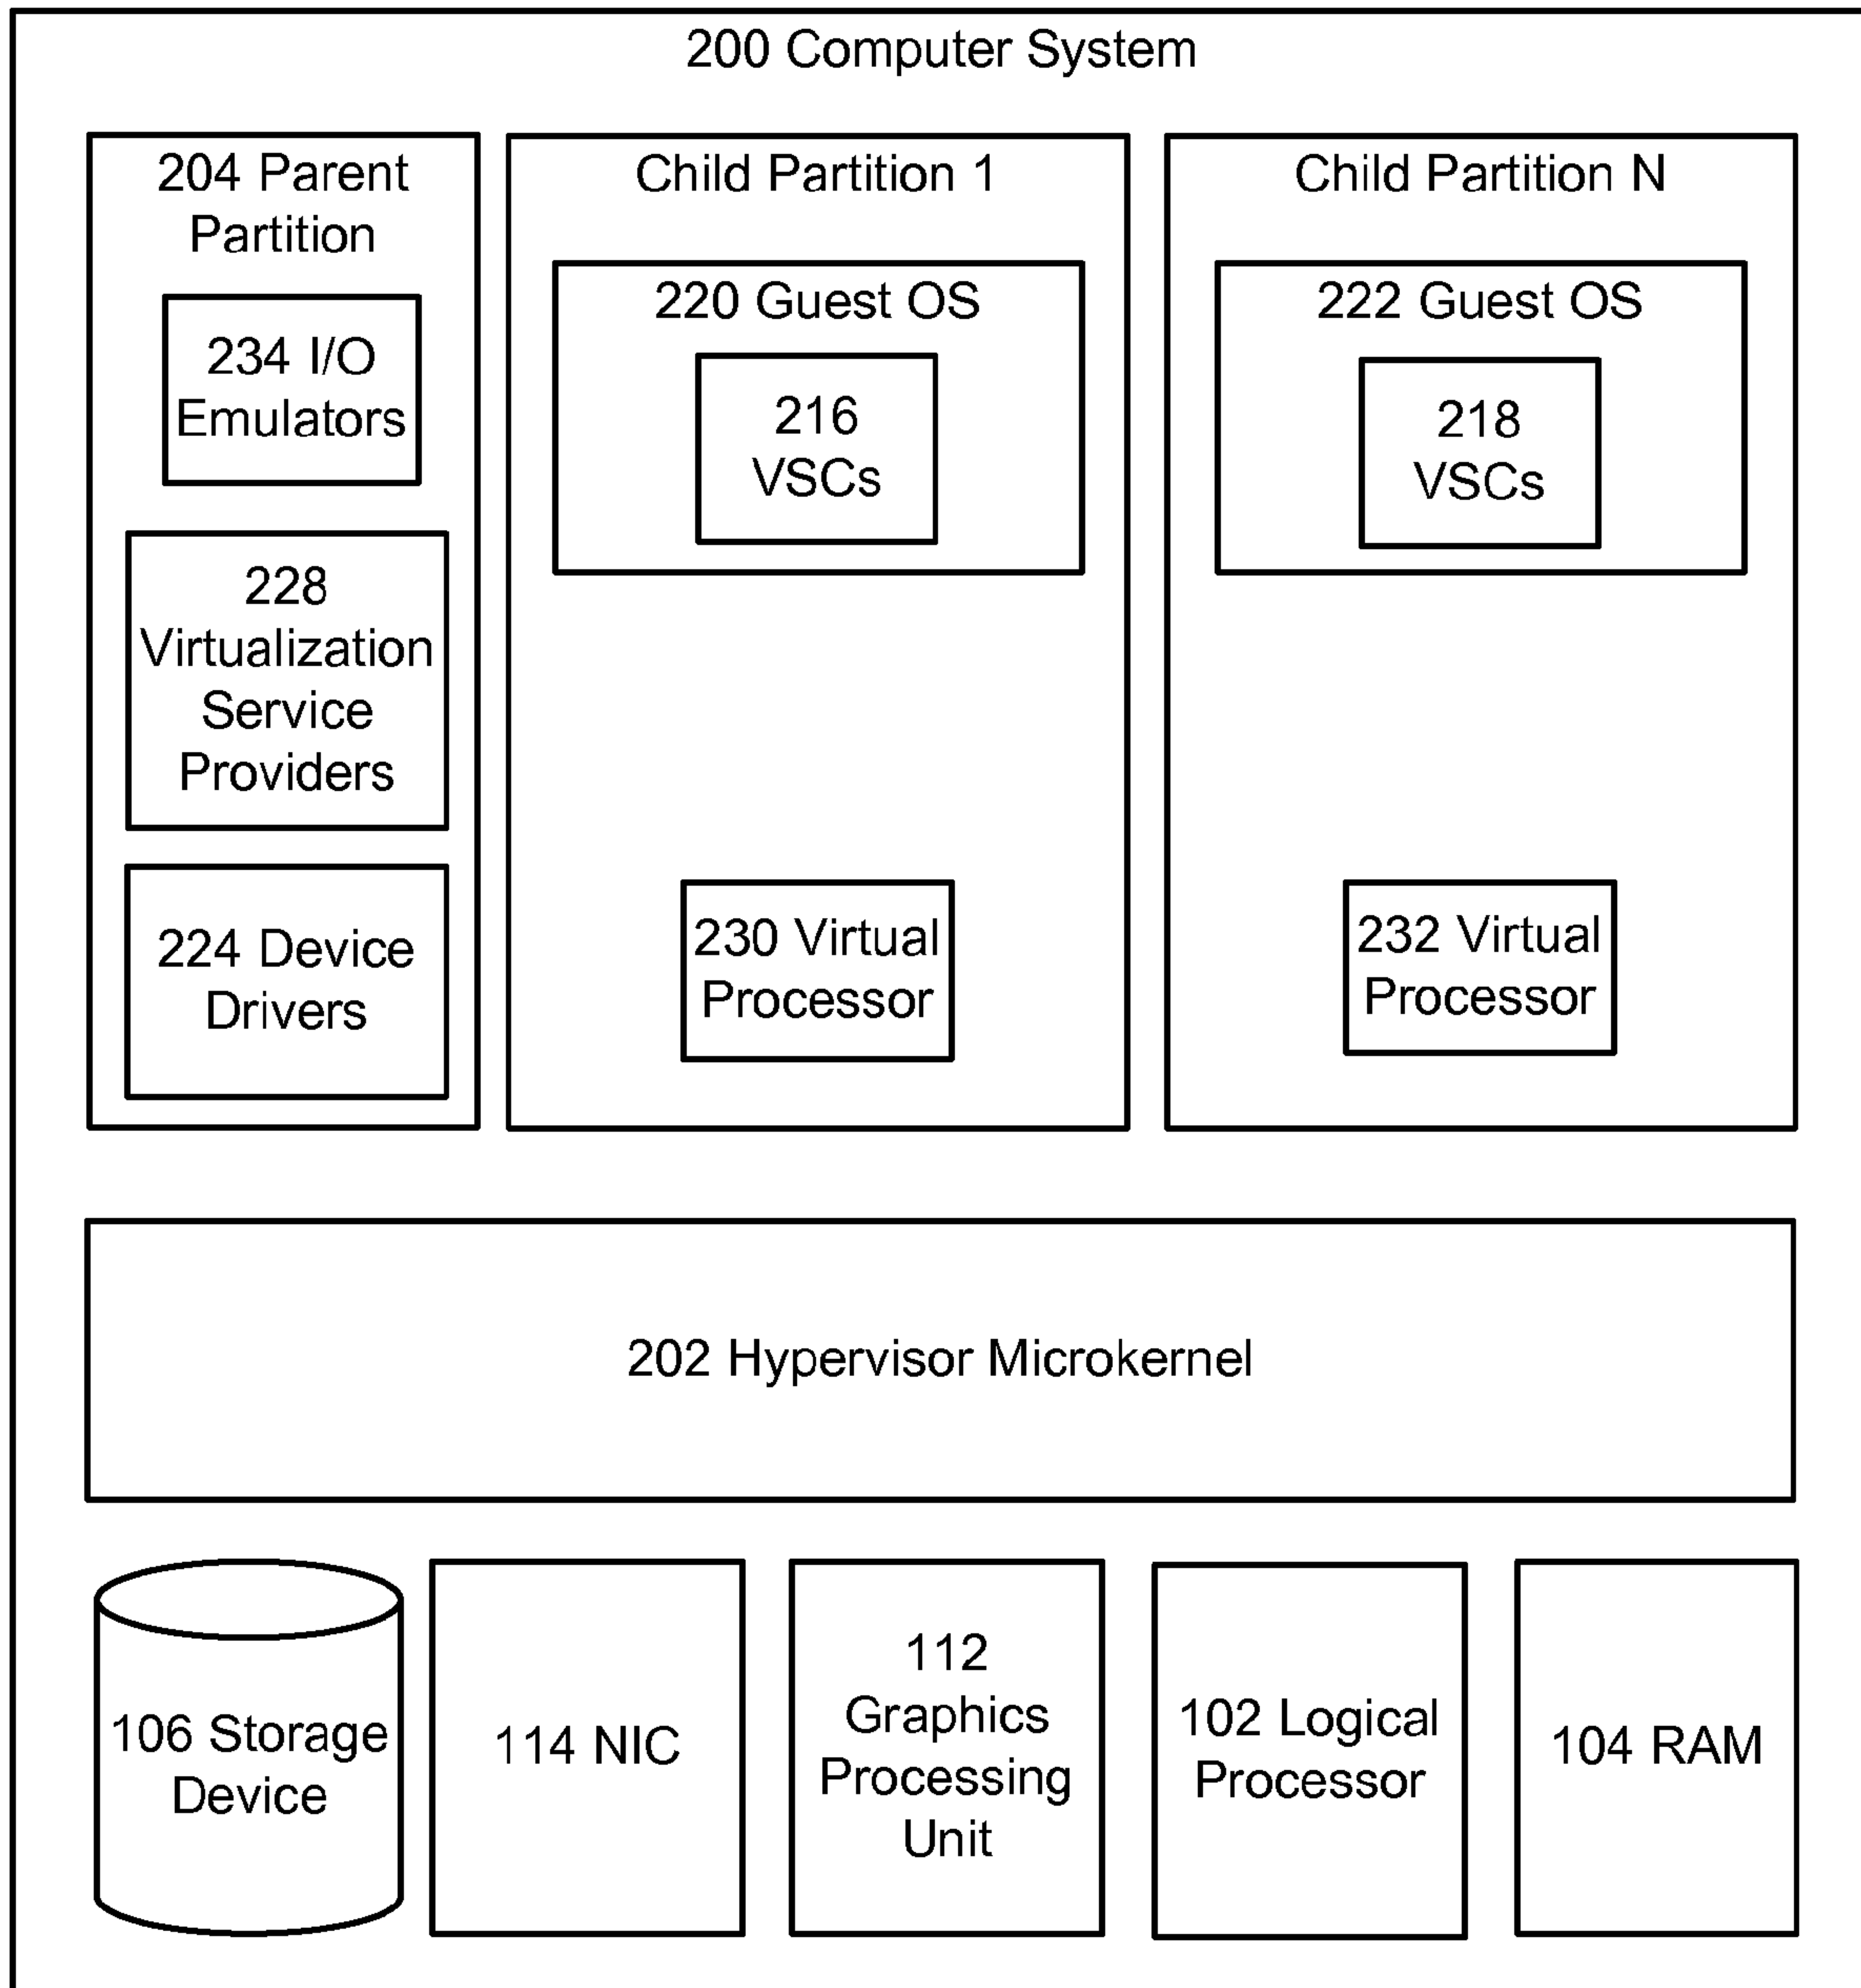 200 Computer System
204 Parent
Partition
234 I/O
Emulators
228
Virtualization
Service
Providers
224 Device
Drivers
Child Partition 1
220 Guest OS
216
VSCs
230 Virtual
Processor
Child Partition N
222 Guest OS
218
VSCs
232 Virtual
Processor
202 Hypervisor Microkernel
106 Storage
Device
114 NIC
112
Graphics
Processing
Unit
102 Logical
Processor
104 RAM